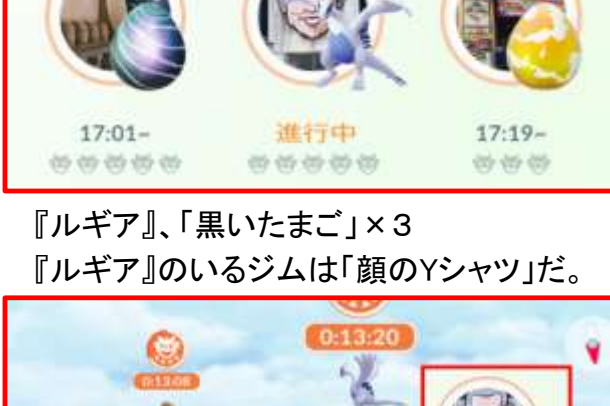 17:01~
進行中
17:19~
『ルギア』、「黒いたまご」×3
『ルギア』のいるジムは「顔のYシャツ」だ。
0:13:20
0:13:08